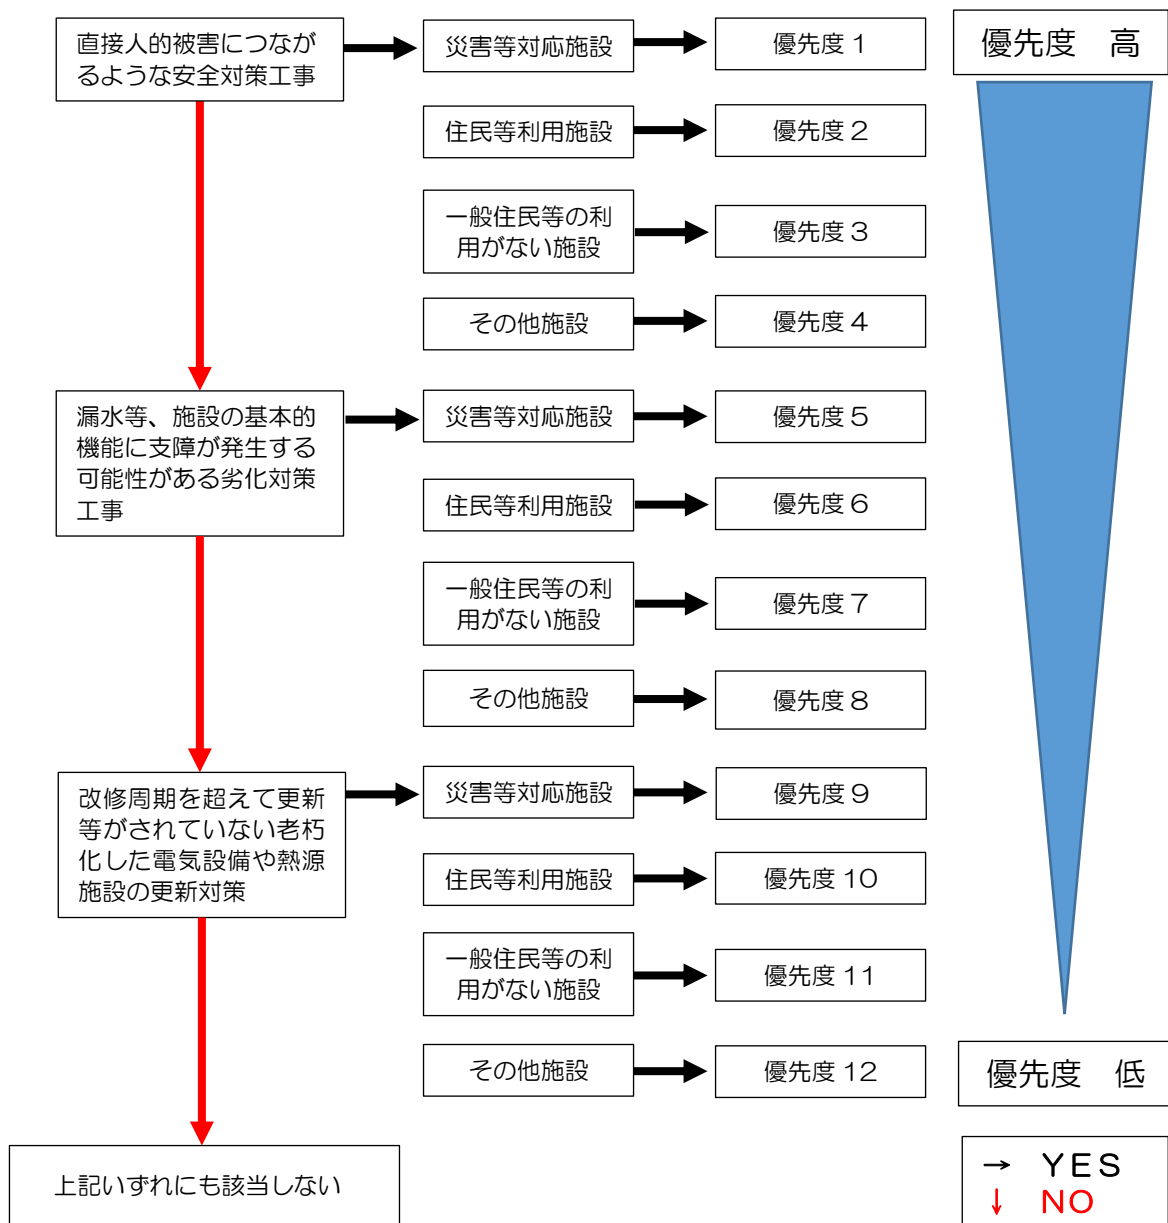 直接人的被害につなが
るような安全対策工事
災害等対応施設
優先度１
優先度　高
住民等利用施設
優先度２
一般住民等の利
用がない施設
優先度３
その他施設
優先度４
漏水等、施設の基本的
機能に支障が発生する
可能性がある劣化対策
工事
災害等対応施設
優先度５
住民等利用施設
優先度６
一般住民等の利
用がない施設
優先度７
その他施設
優先度８
改修周期を超えて更新
等がされていない老朽
化した電気設備や熱源
施設の更新対策
災害等対応施設
優先度９
住民等利用施設
優先度 10
一般住民等の利
用がない施設
優先度 11
その他施設
優先度 12
優先度　低
上記いずれにも該当しない
→　ＹＥＳ
↓　ＮＯ